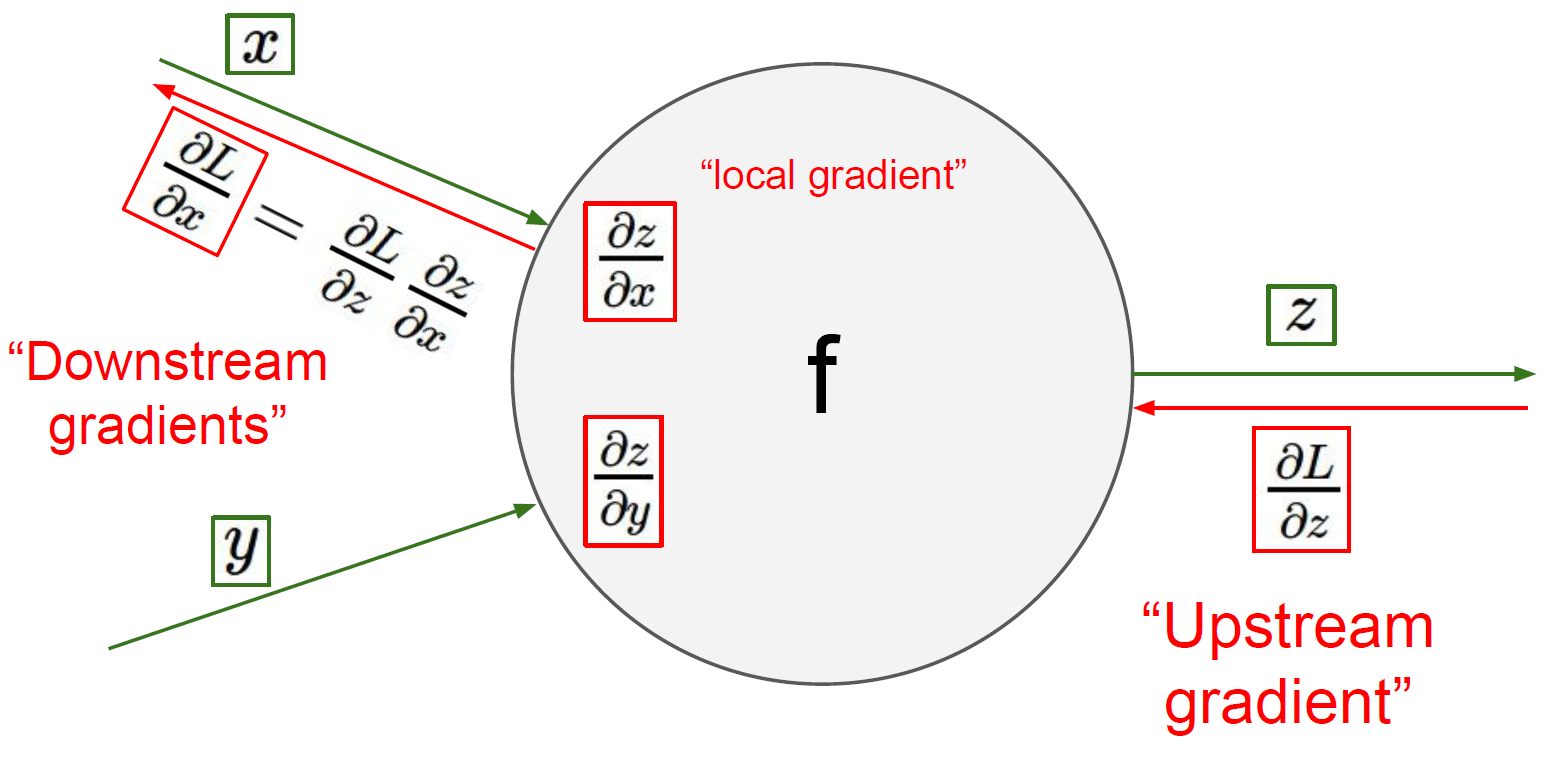 x
∂L/∂x = ∂L/∂z ∂z/∂x
“Downstream
gradients”
y
“local gradient”
∂z/∂x
f
∂z/∂y
z
∂L/∂z
“Upstream
gradient”